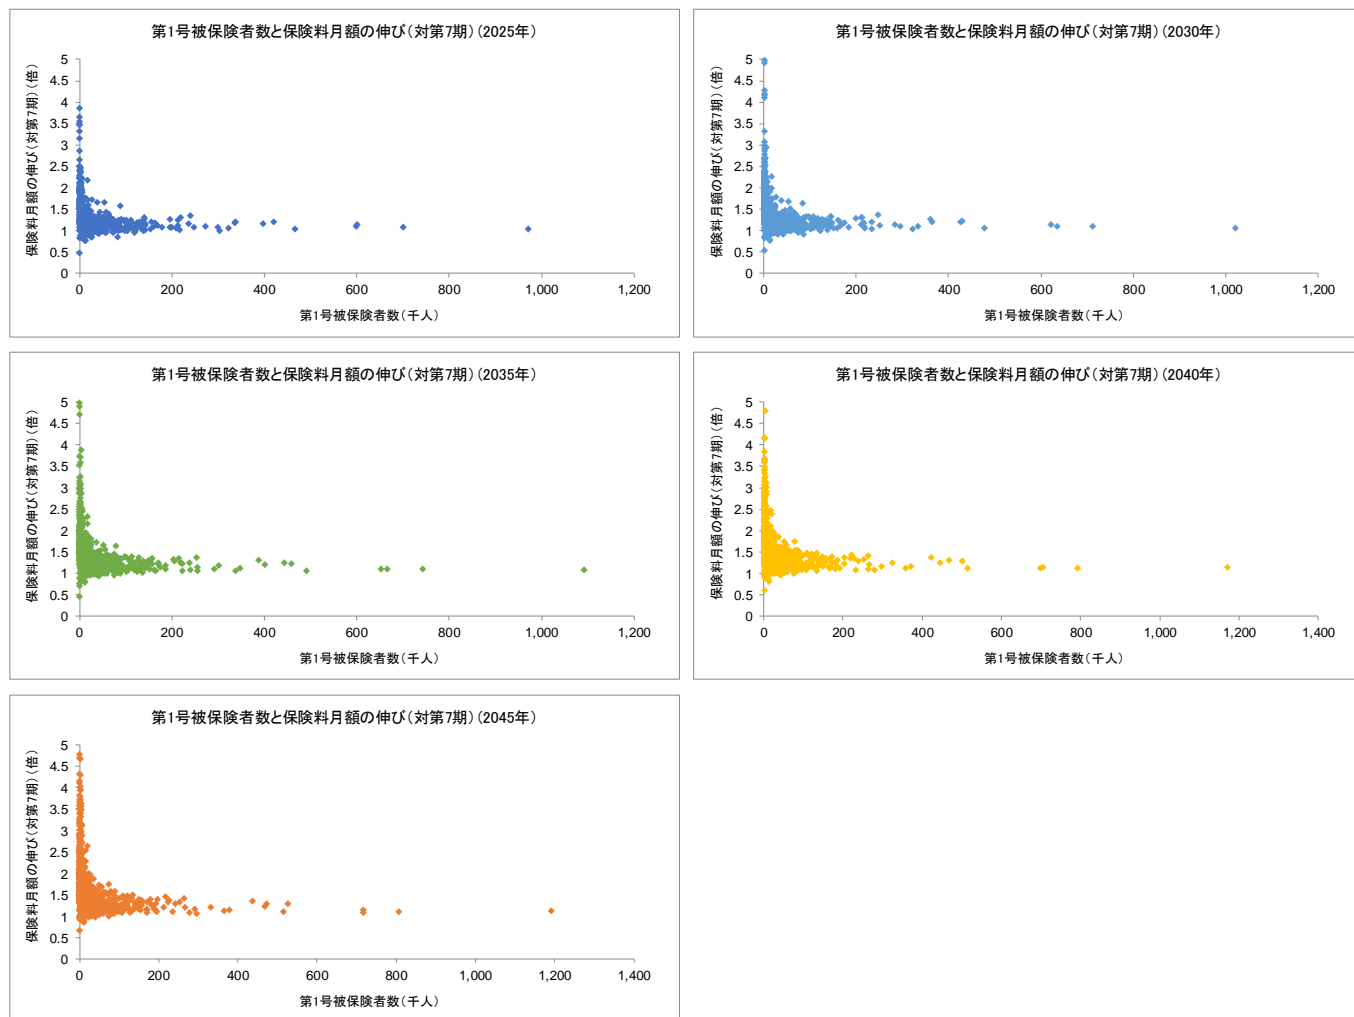 第1号被保険者数と保険料月額の伸び(対第7期)(2025年)
保険料月額の伸び(対第7期)(倍)
5
4.5
4
3.5
3
2.5
2
1.5
1
0.5
0
0 200 400 600 800 1,000 1,200
第1号被保険者数(千人)
第1号被保険者数と保険料月額の伸び(対第7期)(2030年)
保険料月額の伸び(対第7期)(倍)
5
4.5
4
3.5
3
2.5
2
1.5
1
0.5
0
0 200 400 600 800 1,000 1,200
第1号被保険者数(千人)
第1号被保険者数と保険料月額の伸び(対第7期)(2035年)
保険料月額の伸び(対第7期)(倍)
5
4.5
4
3.5
3
2.5
2
1.5
1
0.5
0
0 200 400 600 800 1,000 1,200
第1号被保険者数(千人)
第1号被保険者数と保険料月額の伸び(対第7期)(2040年)
保険料月額の伸び(対第7期)(倍)
5
4.5
4
3.5
3
2.5
2
1.5
1
0.5
0
0 200 400 600 800 1,000 1,200 1,400
第1号被保険者数(千人)
第1号被保険者数と保険料月額の伸び(対第7期)(2045年)
保険料月額の伸び(対第7期)(倍)
5
4.5
4
3.5
3
2.5
2
1.5
1
0.5
0
0 200 400 600 800 1,000 1,200 1,400
第1号被保険者数(千人)